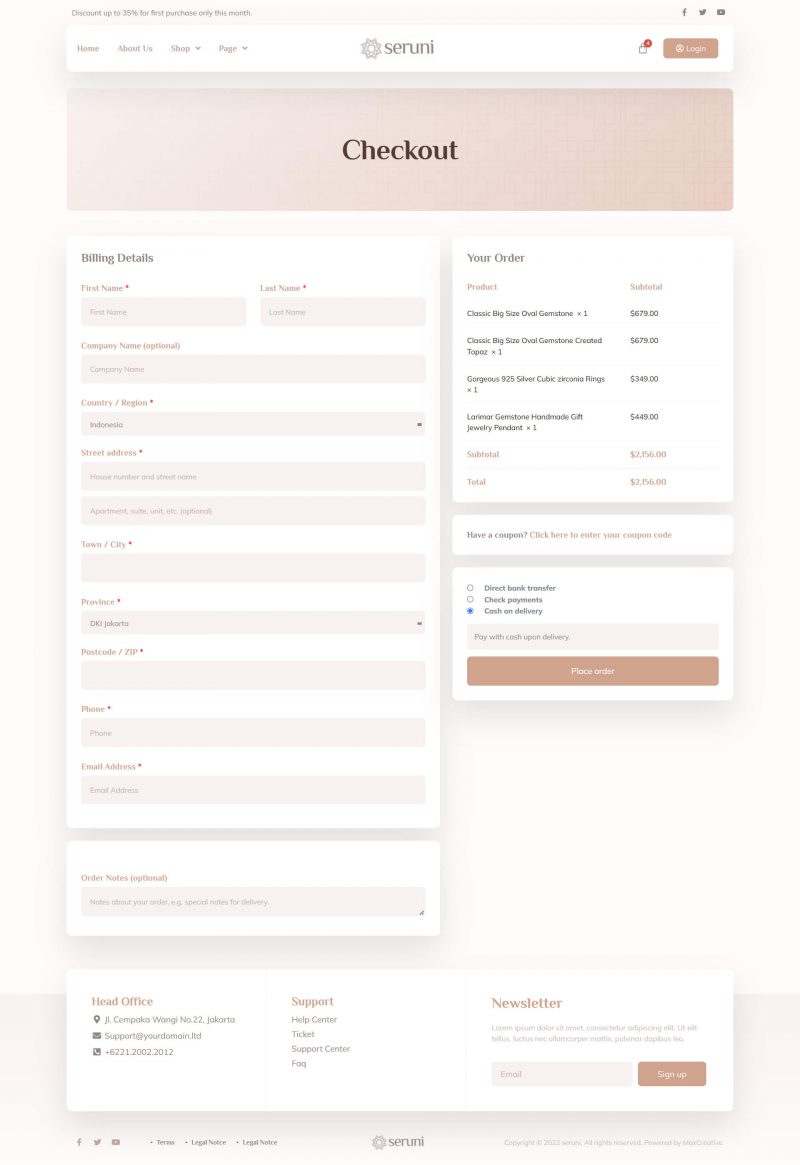 Discount up to 35% for first purchase only this month.
Home About Us Shop Page seruni 4 Login
Checkout
Billing Details
First Name * Last Name *
First Name Last Name
Company Name (optional)
Company Name
Country / Region *
Indonesia
Street address *
House number and street name
Apartment, suite, unit, etc. (optional)
Town / City *
Province *
DKI Jakarta
Postcode / ZIP *
Phone *
Phone
Email Address *
Email Address
Order Notes (optional)
Notes about your order, e.g. special notes for delivery.
Your Order
Product Subtotal
Classic Big Size Oval Gemstone × 1 $679.00
Classic Big Size Oval Gemstone Created $679.00
Topoz × 1
Gorgeous 925 Silver Cubic zirconia Rings $349.00
× 1
Larimar Gemstone Handmade Gift $449.00
Jewelry Pendant × 1
Subtotal $2,156.00
Total $2,156.00
Have a coupon? Click here to enter your coupon code
Direct bank transfer
Check payments
Cash on delivery
Pay with cash upon delivery.
Place order
Head Office
Jl. Cempaka Wangi No.22, Jakarta
Support@yourdomain.ltd
+6221.2002.2012
Support
Help Center
Ticket
Support Center
Faq
Newsletter
Lorem ipsum dolor sit amet, consectetur adipiscing elit. Ut elit
tellus, luctus nec ullamcorper mattis, pulvinar dapibus leo.
Email Sign up
• Terms • Legal Notce • Legal Notce seruni Copyright © 2022 seruni, All rights reserved. Powered by MaxCreative.